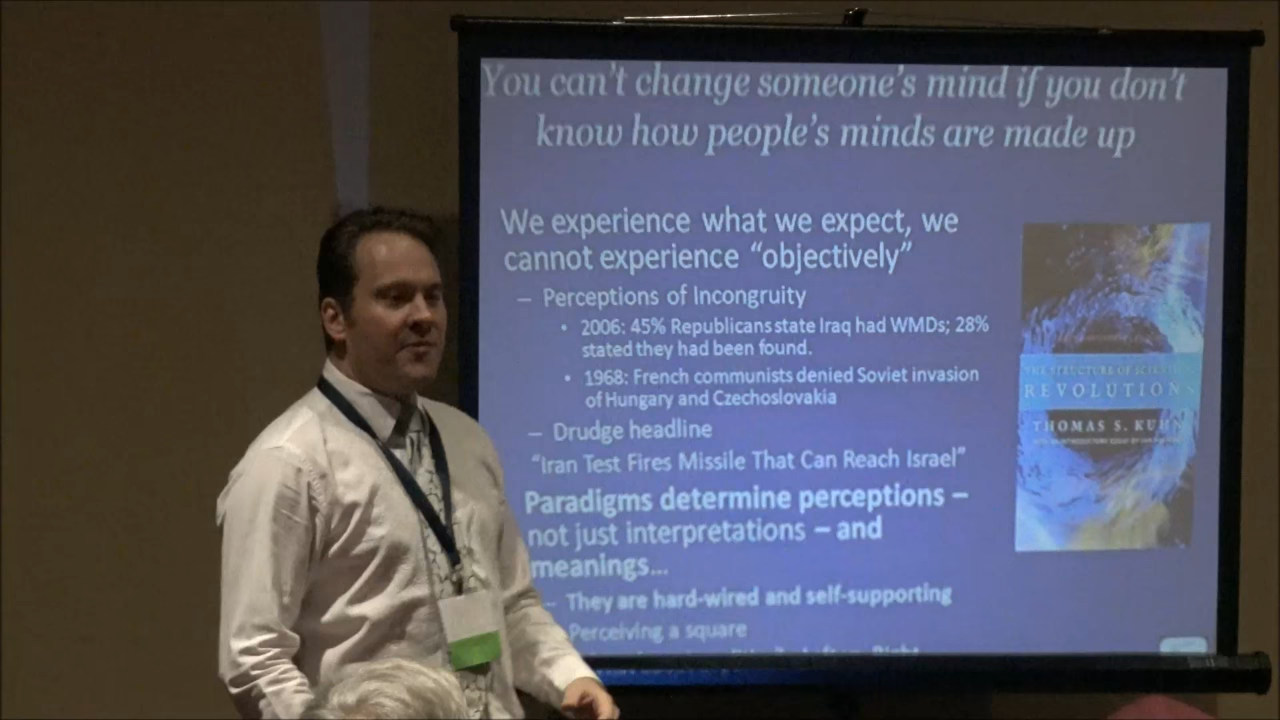 You can't change someone's mind if you don't
know how people's minds are made up
We experience what we expect, we
cannot experience “objectively”
– Perceptions of Incongruity
• 2006: 45% Republicans state Iraq had WMDs; 28%
stated they had been found.
• 1968: French communists denied Soviet invasion
of Hungary and Czechoslovakia
– Drudge headline
“Iran Test Fires Missile That Can Reach Israel”
Paradigms determine perceptions –
not just interpretations – and
meanings...
– They are hard-wired and self-supporting
Perceiving a square
THE STRUCTURE OF
REVOLUTIONS
THOMAS S. KUHN